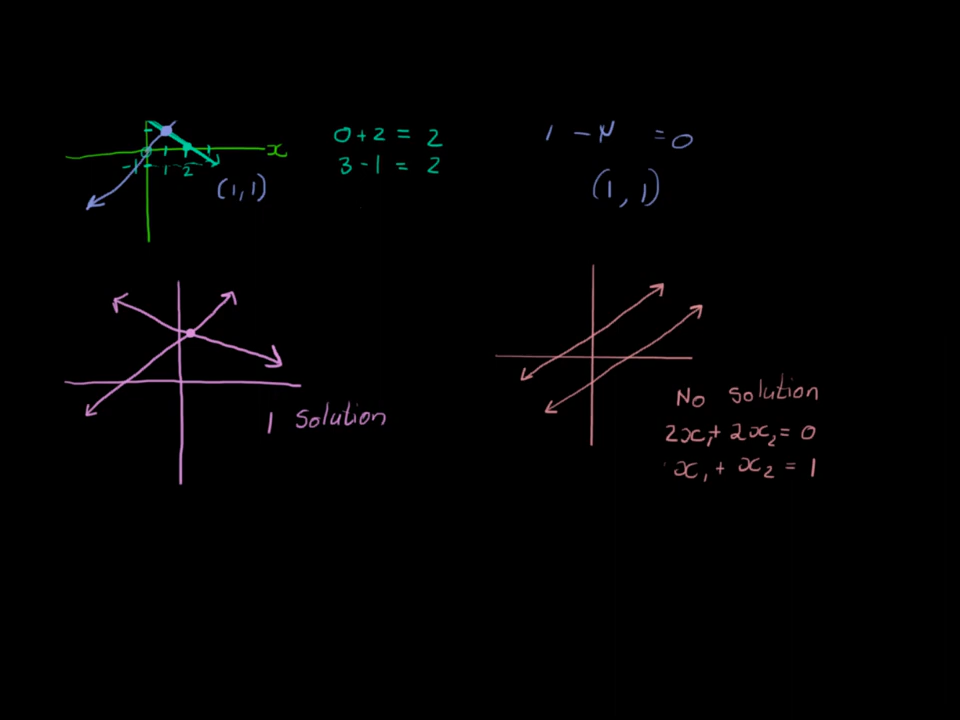 0 + 2 = 2
3 - 1 = 2
= 0
x
-1 1 2
(1,1)
(1, 1)
1 solution
No solution
2x₁ + 2x₂ = 0
x₁ + x₂ = 1